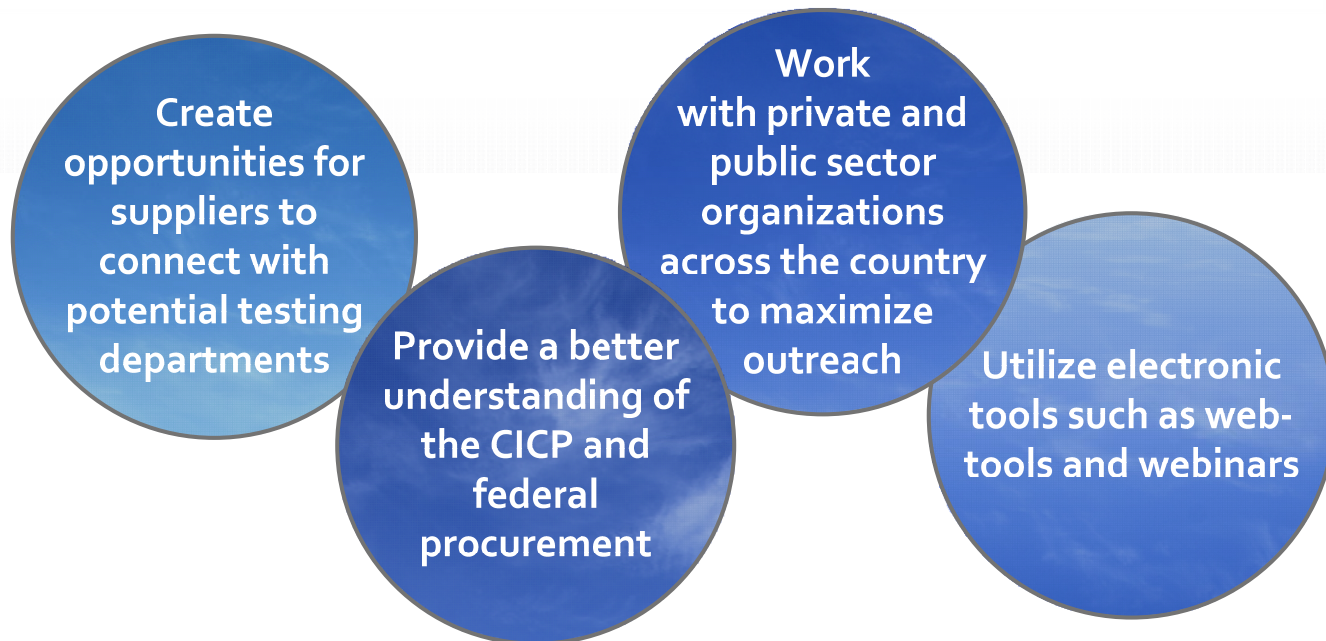 Create
opportunities for
suppliers to
connect with
potential testing
departments
Provide a better
understanding of
the CICP and
federal
procurement
Work
with private and
public sector
organizations
across the country
to maximize
outreach
Utilize electronic
tools such as web-
tools and webinars